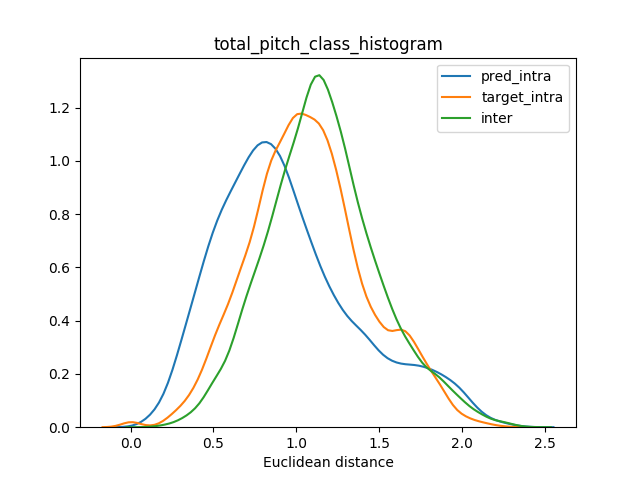 total_pitch_class_histogram
pred_intra
target_intra
inter
1.2
1.0
0.8
0.6
0.4
0.2
0.0
0.0 0.5 1.0 1.5 2.0 2.5
Euclidean distance